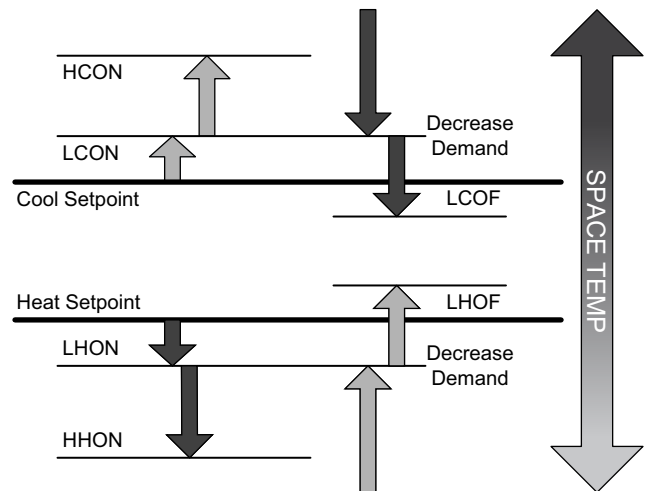 HCON
Decrease
Demand
LCON
Cool Setpoint
LCOF
Heat Setpoint
LHOF
LHON
Decrease
Demand
HHON
SPACE TEMP